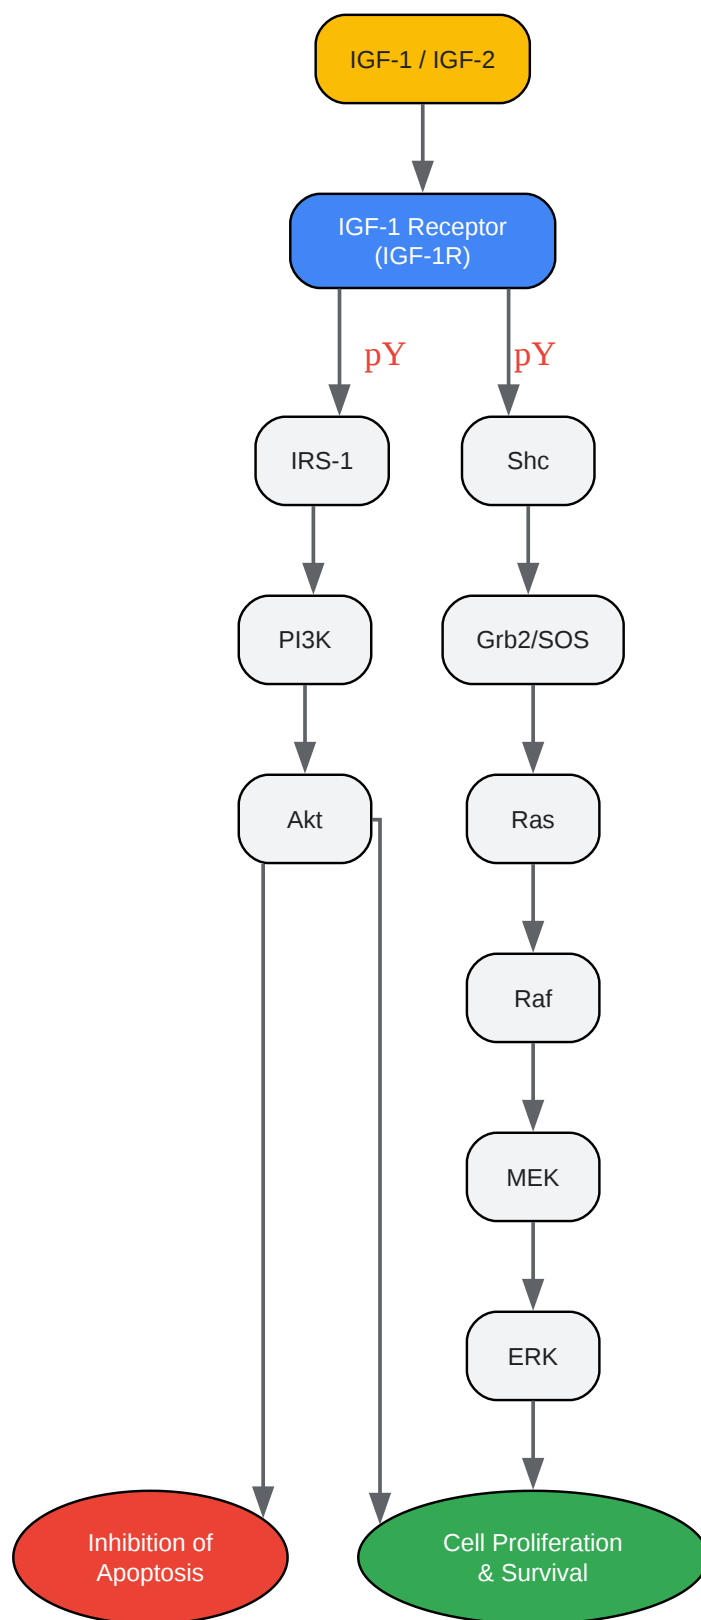 IGF-1 / IGF-2
IGF-1 Receptor
(IGF-1R)
pY
pY
IRS-1
Shc
PI3K
Grb2/SOS
Akt
Ras
Raf
MEK
ERK
Inhibition of
Apoptosis
Cell Proliferation
& Survival